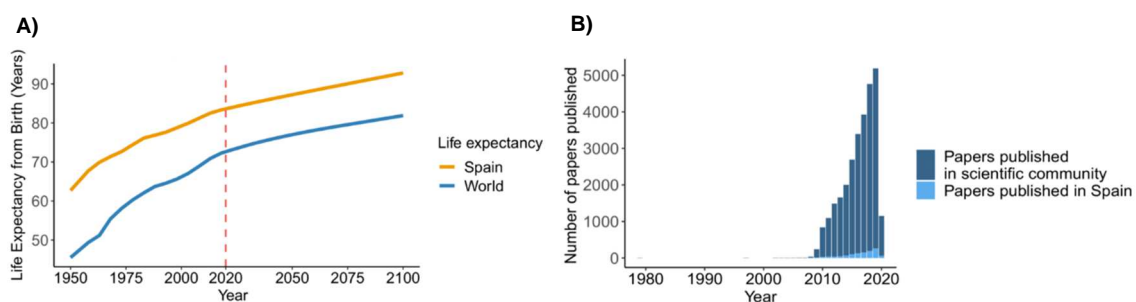 A)
Life Expectancy from Birth (Years)
90
80
70
60
50
1950
1975
2000
2020
2050
2075
2100
Year
Life expectancy
Spain
World
B)
Number of papers published
5000
4000
3000
2000
1000
0
1980
1990
2000
2010
2020
Year
Papers published
in scientific community
Papers published in Spain